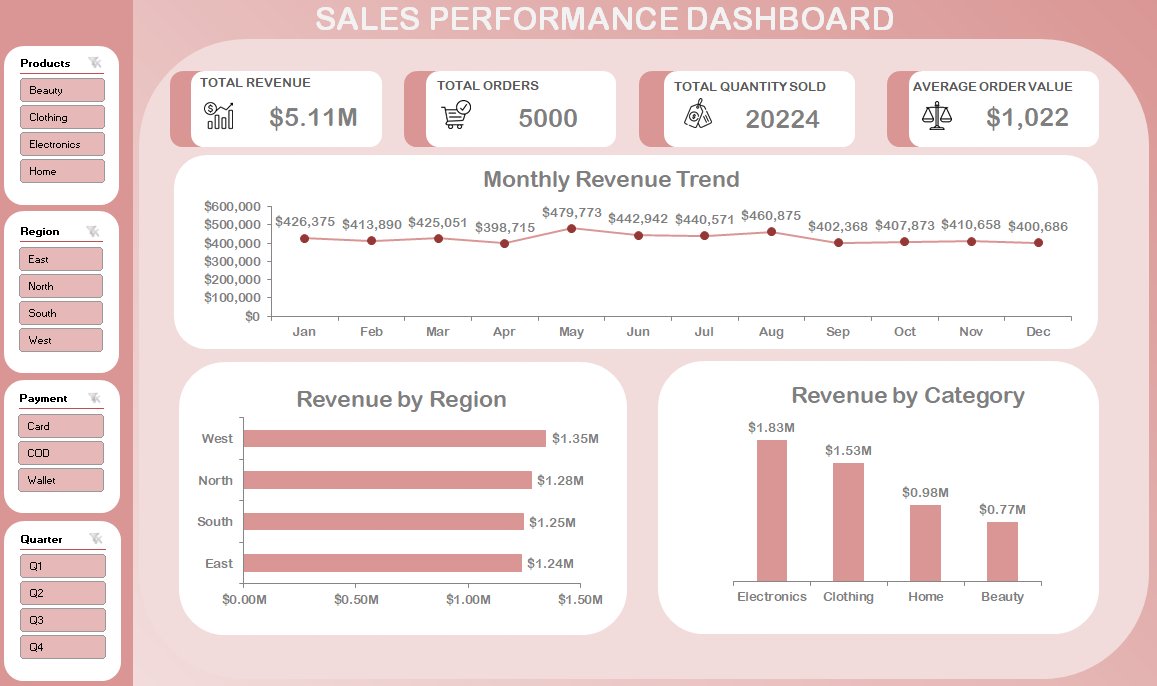 SALES PERFORMANCE DASHBOARD
Products
Beauty
Clothing
Electronics
Home
Region
East
North
South
West
Payment
Card
COD
Wallet
Quarter
Q1
Q2
Q3
Q4
TOTAL REVENUE
$5.11M
TOTAL ORDERS
5000
TOTAL QUANTITY SOLD
20224
AVERAGE ORDER VALUE
$1,022
Monthly Revenue Trend
$600,000
$500,000
$400,000
$300,000
$200,000
$100,000
$0
$426,375 $413,890 $425,051 $398,715 $479,773 $442,942 $440,571 $460,875 $402,368 $407,873 $410,658 $400,686
Jan Feb Mar Apr May Jun Jul Aug Sep Oct Nov Dec
Revenue by Region
West $1.35M
North $1.28M
South $1.25M
East $1.24M
$0.00M $0.50M $1.00M $1.50M
Revenue by Category
$1.83M
$1.53M
$0.98M
$0.77M
Electronics Clothing Home Beauty